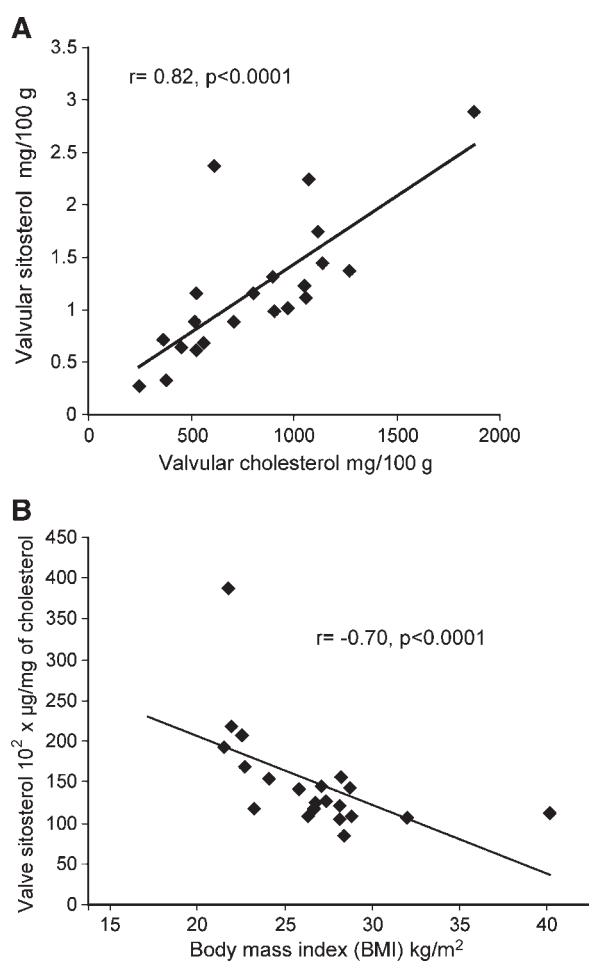 A
r= 0.82, p<0.0001
Valvular sitosterol mg/100 g
3.5
3
2.5
2
1.5
1
0.5
0
0 500 1000 1500 2000
Valvular cholesterol mg/100 g
B
r= -0.70, p<0.0001
Valve sitosterol 10² x µg/mg of cholesterol
450
400
350
300
250
200
150
100
50
0
15 20 25 30 35 40
Body mass index (BMI) kg/m²